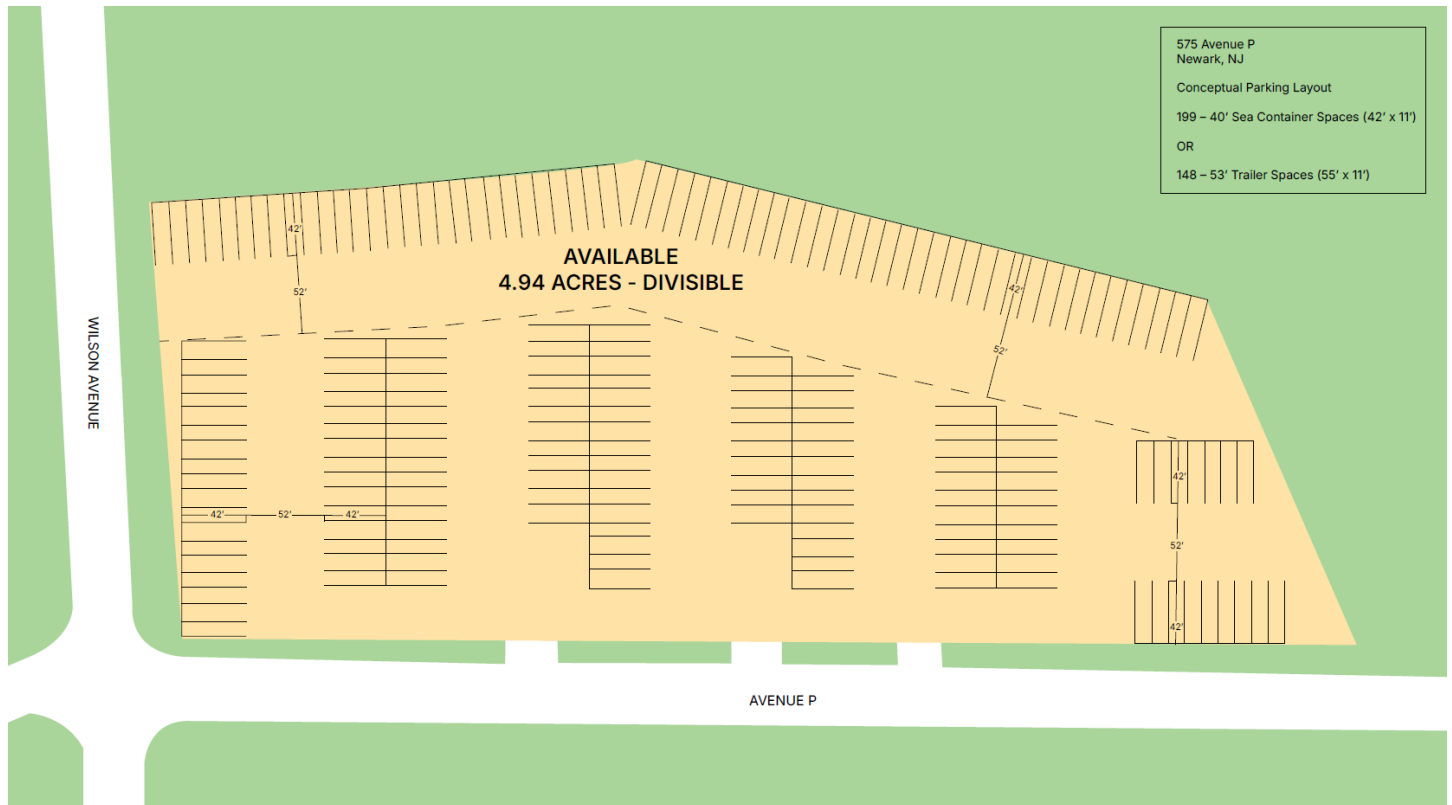 575 Avenue P
Newark, NJ
Conceptual Parking Layout
199 – 40’ Sea Container Spaces (42’ x 11’)
OR
148 – 53’ Trailer Spaces (55’ x 11’)
42'
52'
AVAILABLE
4.94 ACRES - DIVISIBLE
42'
52'
WILSON AVENUE
42'
52'
42'
42'
52'
42'
AVENUE P